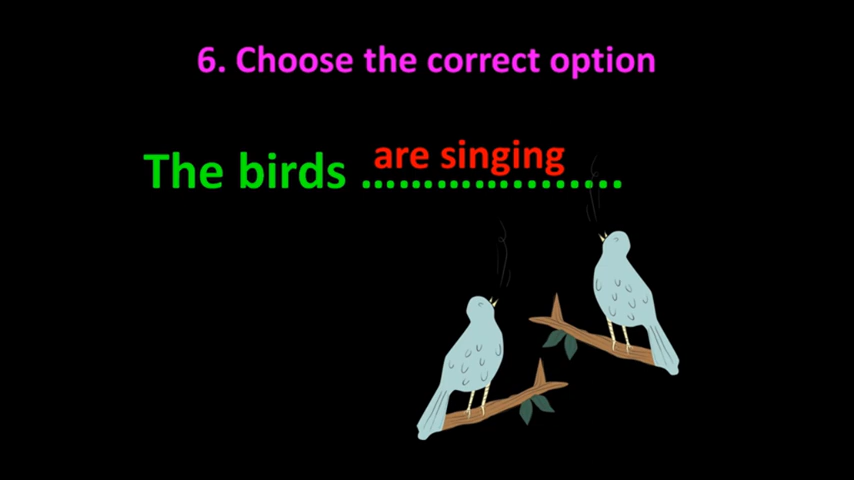 6. Choose the correct option
The birds are singing ........................